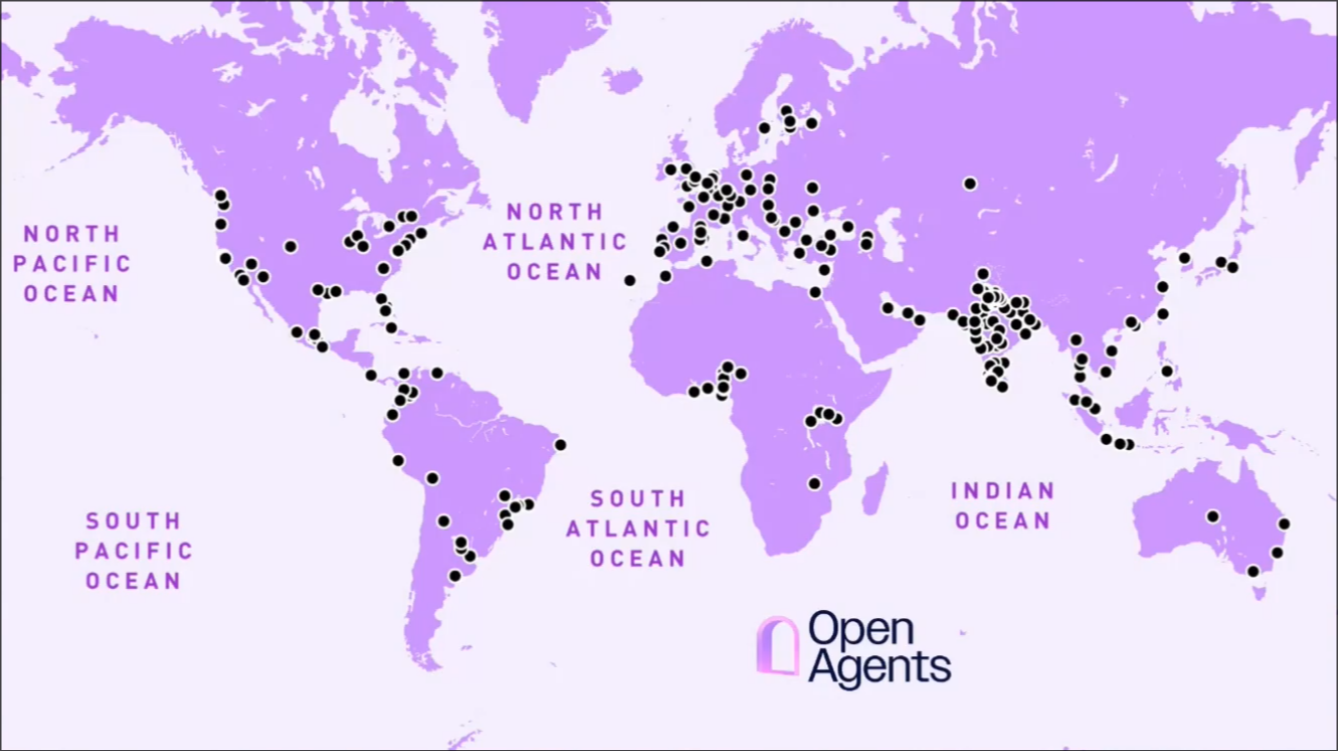 NORTH
PACIFIC
OCEAN
NORTH
ATLANTIC
OCEAN
SOUTH
PACIFIC
OCEAN
SOUTH
ATLANTIC
OCEAN
INDIAN
OCEAN
Open
Agents